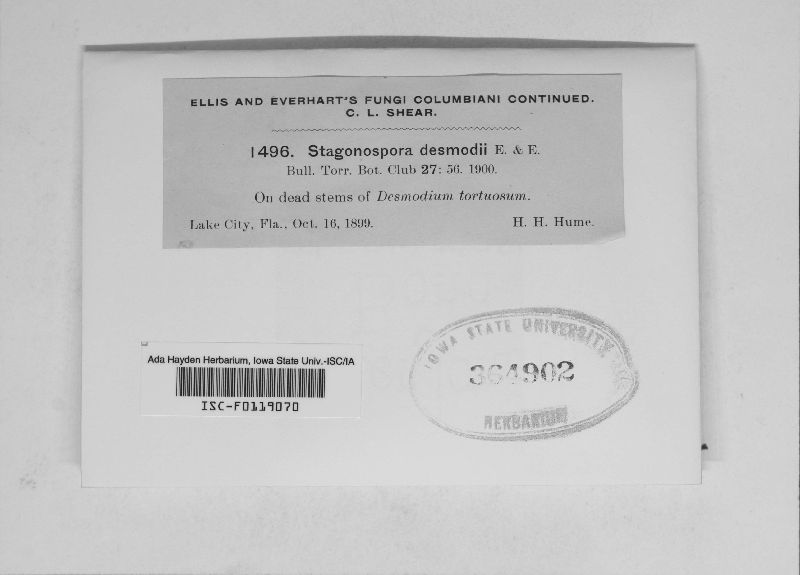 ELLIS AND EVERHART'S FUNGI COLUMBIANI CONTINUED.
C. L. SHEAR.
1496. Stagonospora desmodii E. & E.
Bull. Torr. Bot. Club 27: 56. 1900.
On dead stems of Desmodium tortuosum.
Lake City, Fla., Oct. 16, 1899. H. H. Hume.
Ada Hayden Herbarium, Iowa State Univ.-ISC/IA
ISC-F0119070
IOWA STATE UNIVERSITY
364902
HERBARIUM